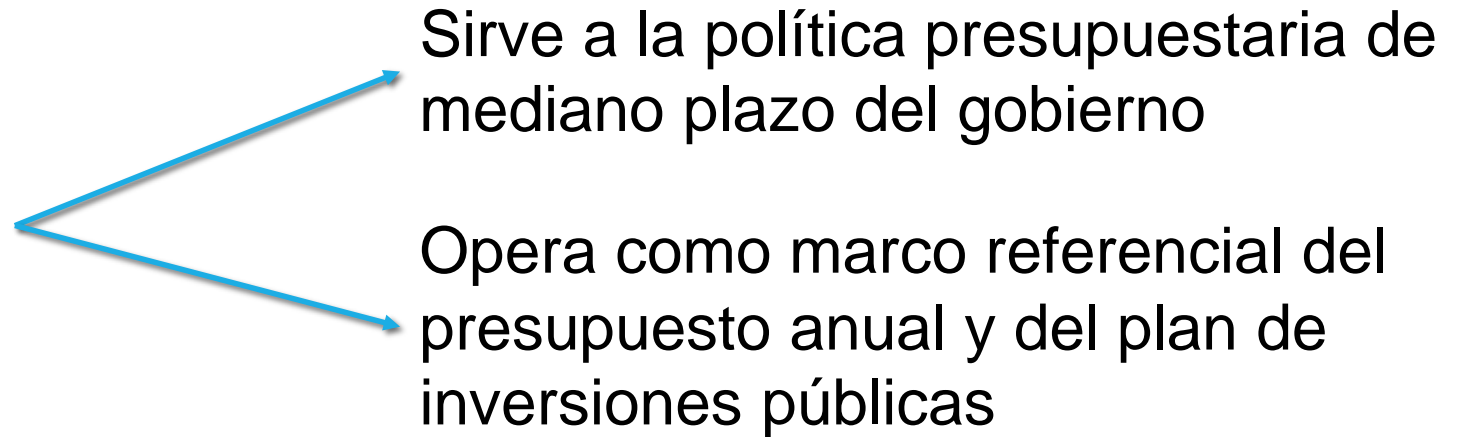 Sirve a la política presupuestaria de
mediano plazo del gobierno
Opera como marco referencial del
presupuesto anual y del plan de
inversiones públicas